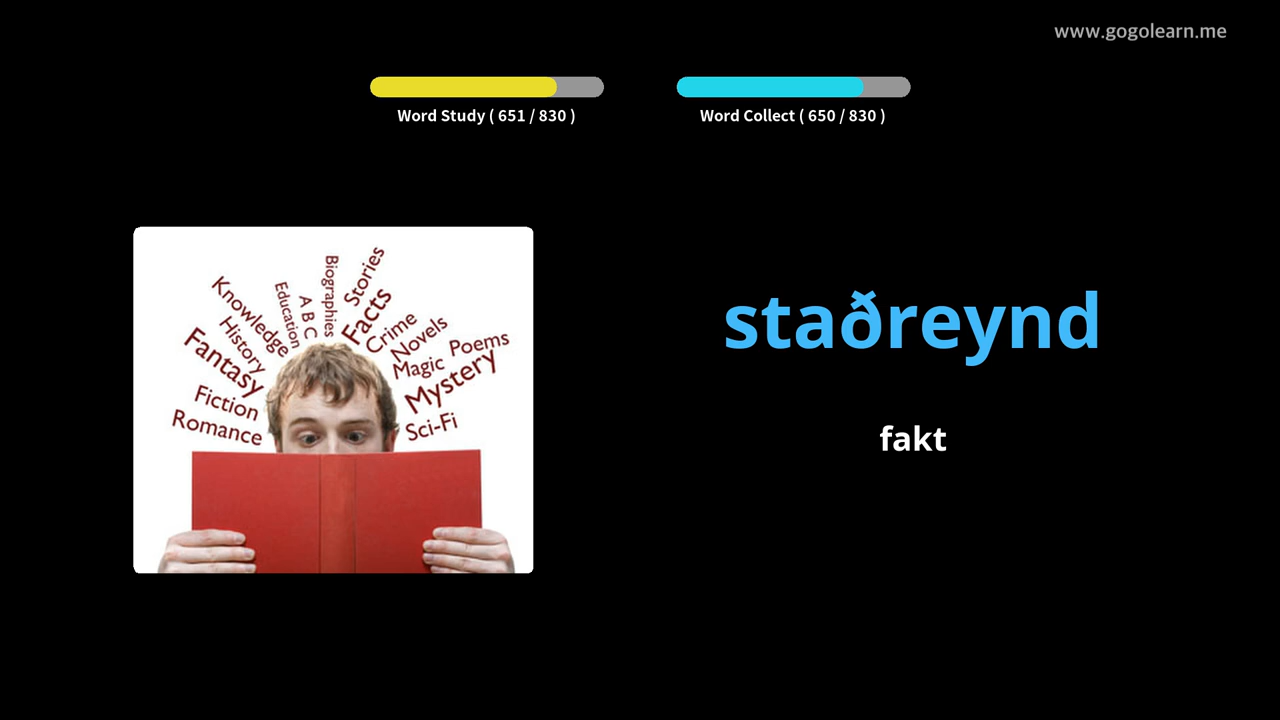 www.gogolearn.me
Word Study ( 651 / 830 )
Word Collect ( 650 / 830 )
Stories
Biographies
Facts
Education
A B C
Knowledge
Crime
History
Novels
Fantasy
Magic
Poems
Mystery
Fiction
Romance
Sci-Fi
staðreynd
fakt